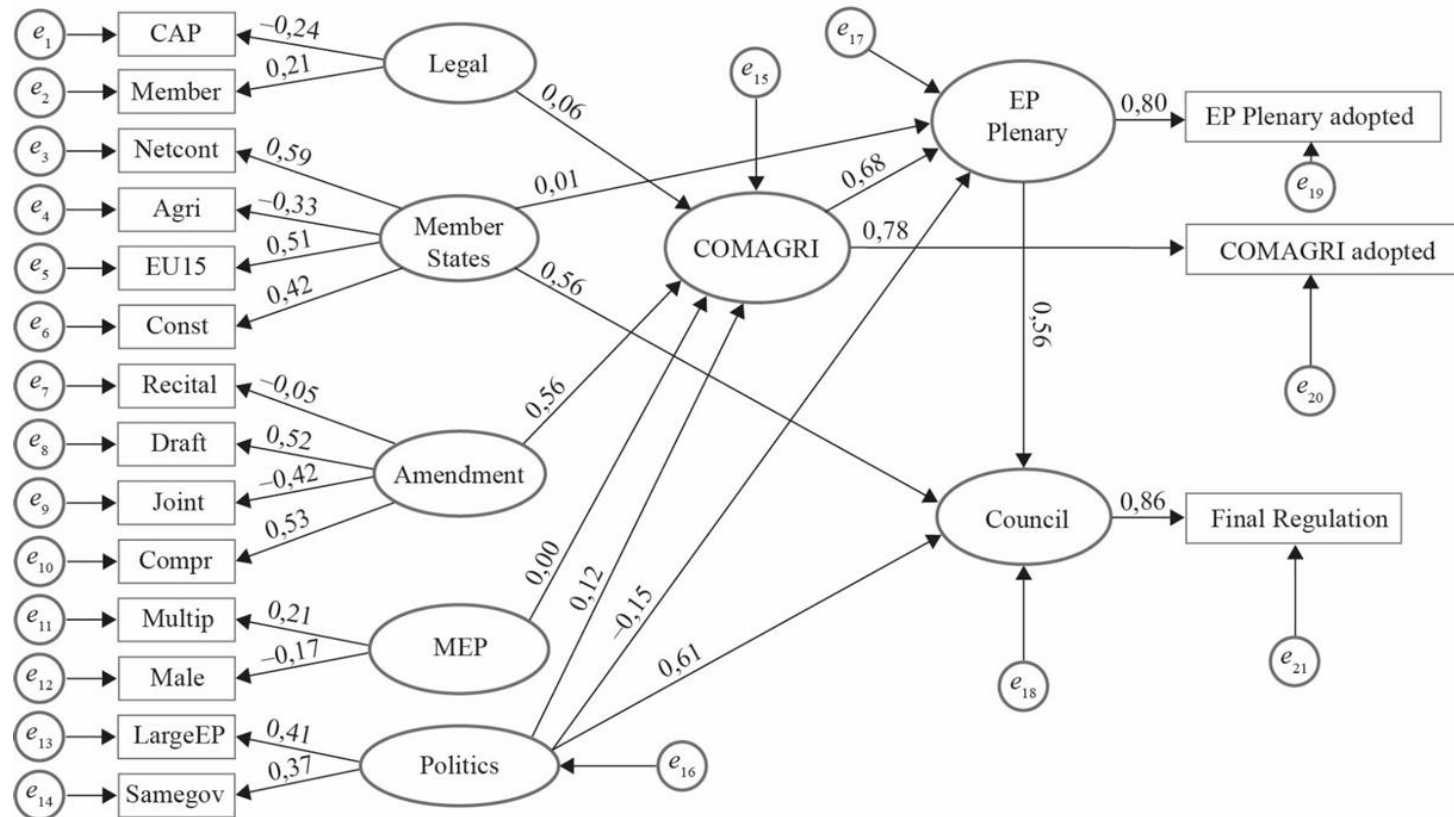 e1
CAP
–0,24
Legal
e2
Member
0,21
0,06
e3
Netcont
0,59
e4
Agri
–0,33
Member
States
e5
EU15
0,51
e6
Const
0,42
0,01
0,56
e7
Recital
–0,05
e8
Draft
0,52
Amendment
e9
Joint
–0,42
e10
Compr
0,53
0,56
e11
Multip
0,21
MEP
e12
Male
–0,17
0,00
e13
LargeEP
0,41
Politics
e14
Samegov
0,37
0,12
–0,15
0,61
e16
e15
COMAGRI
0,68
0,78
e17
EP
Plenary
0,80
EP Plenary adopted
e19
COMAGRI adopted
e20
0,56
Council
0,86
Final Regulation
e18
e21